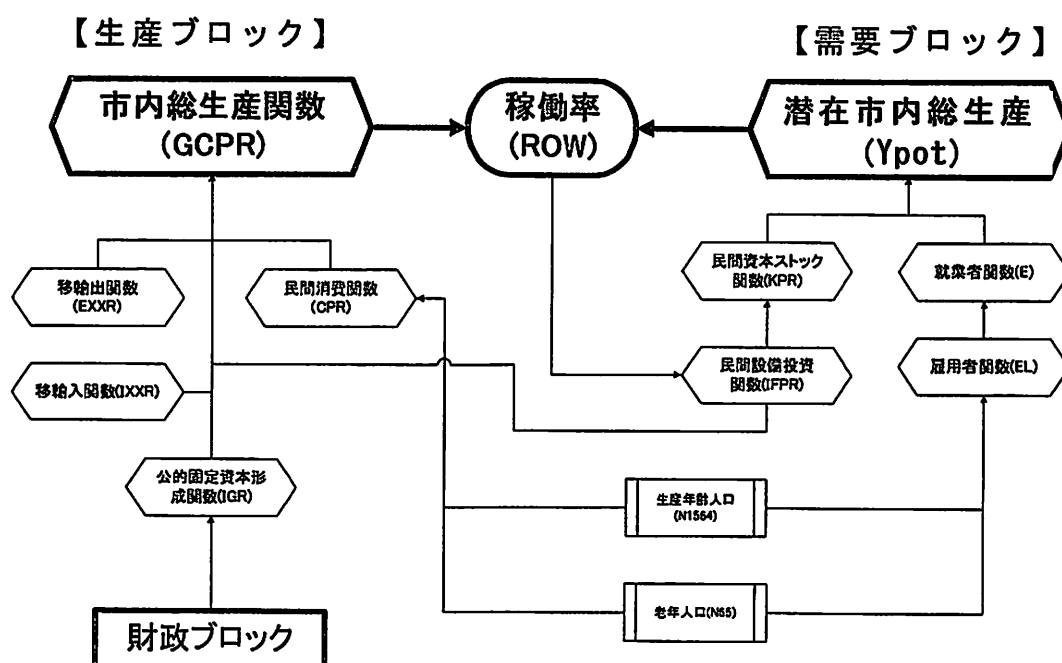 【生産ブロック】
【需要ブロック】
市内総生産関数
(GCPR)
稼働率
(ROW)
潜在市内総生産
(Ypot)
移輸出関数
(EXXR)
民間消費関数
(CPR)
民間資本ストック
関数(KPR)
就業者関数(E)
移輸入関数(IXXR)
民間設備投資
関数(IFPR)
雇用者関数(EL)
公的固定資本形
成関数(IGR)
生産年齢人口
(N1564)
老年人口(N65)
財政ブロック